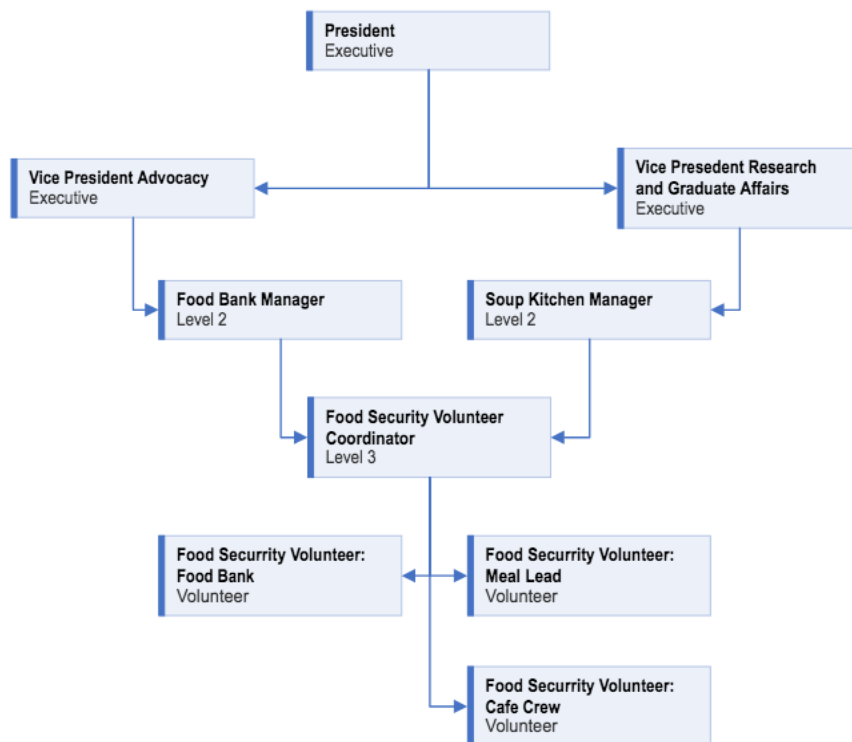 President
Executive
Vice President Advocacy
Executive
Vice Presedent Research
and Graduate Affairs
Executive
Food Bank Manager
Level 2
Soup Kitchen Manager
Level 2
Food Security Volunteer
Coordinator
Level 3
Food Securrity Volunteer:
Food Bank
Volunteer
Food Securrity Volunteer:
Meal Lead
Volunteer
Food Securrity Volunteer:
Cafe Crew
Volunteer